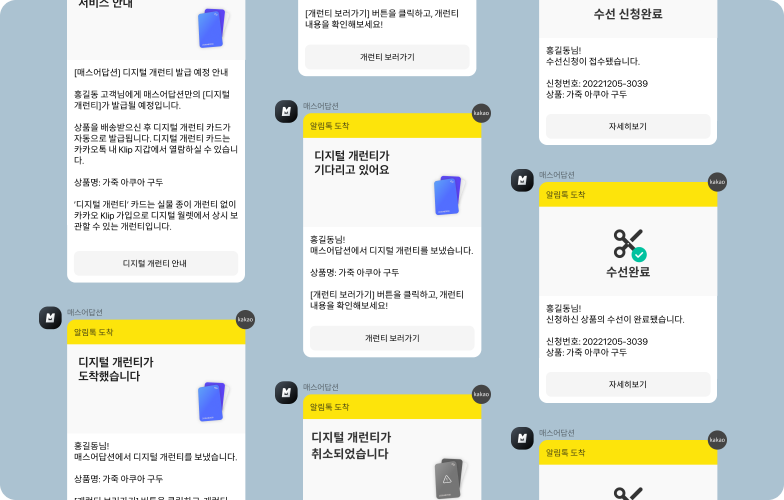 서비스 안내
[매스어답션] 디지털 개런티 발급 예정 안내
홍길동 고객님에게 매스어답션만의 [디지털
개런티]가 발급될 예정입니다.
상품을 배송받으신 후 디지털 개런티 카드가
자동으로 발급됩니다. 디지털 개런티 카드는
카카오톡 내 Klip 지갑에서 열람하실 수 있습니
다.
상품명: 가죽 아쿠아 구두
‘디지털 개런티’ 카드는 실물 종이 개런티 없이
카카오 Klip 가입으로 디지털 월렛에서 상시 보
관할 수 있는 개런티입니다.
디지털 개런티 안내
매스어답션
kakao
알림톡 도착
디지털 개런티가
도착했습니다
홍길동님!
매스어답션에서 디지털 개런티를 보냈습니다.
상품명: 가죽 아쿠아 구두
[개런티 보러가기] 버튼을 클릭하고, 개런티
[개런티 보러가기] 버튼을 클릭하고, 개런티
내용을 확인해보세요!
개런티 보러가기
매스어답션
kakao
알림톡 도착
디지털 개런티가
기다리고 있어요
홍길동님!
매스어답션에서 디지털 개런티를 보냈습니다.
상품명: 가죽 아쿠아 구두
[개런티 보러가기] 버튼을 클릭하고, 개런티
내용을 확인해보세요!
개런티 보러가기
매스어답션
kakao
알림톡 도착
디지털 개런티가
취소되었습니다
수선 신청완료
홍길동님!
수선신청이 접수됐습니다.
신청번호: 20221205-3039
상품: 가죽 아쿠아 구두
자세히보기
매스어답션
kakao
알림톡 도착
수선완료
홍길동님!
신청하신 상품의 수선이 완료됐습니다.
신청번호: 20221205-3039
상품: 가죽 아쿠아 구두
자세히보기
매스어답션
kakao
알림톡 도착